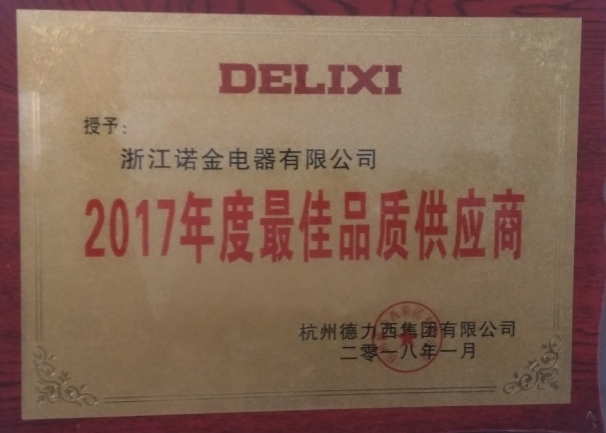 DELIXI
授予：
浙江诺金电器有限公司
2017年度最佳品质供应商
杭州德力西集团有限公司
二零一八年一月